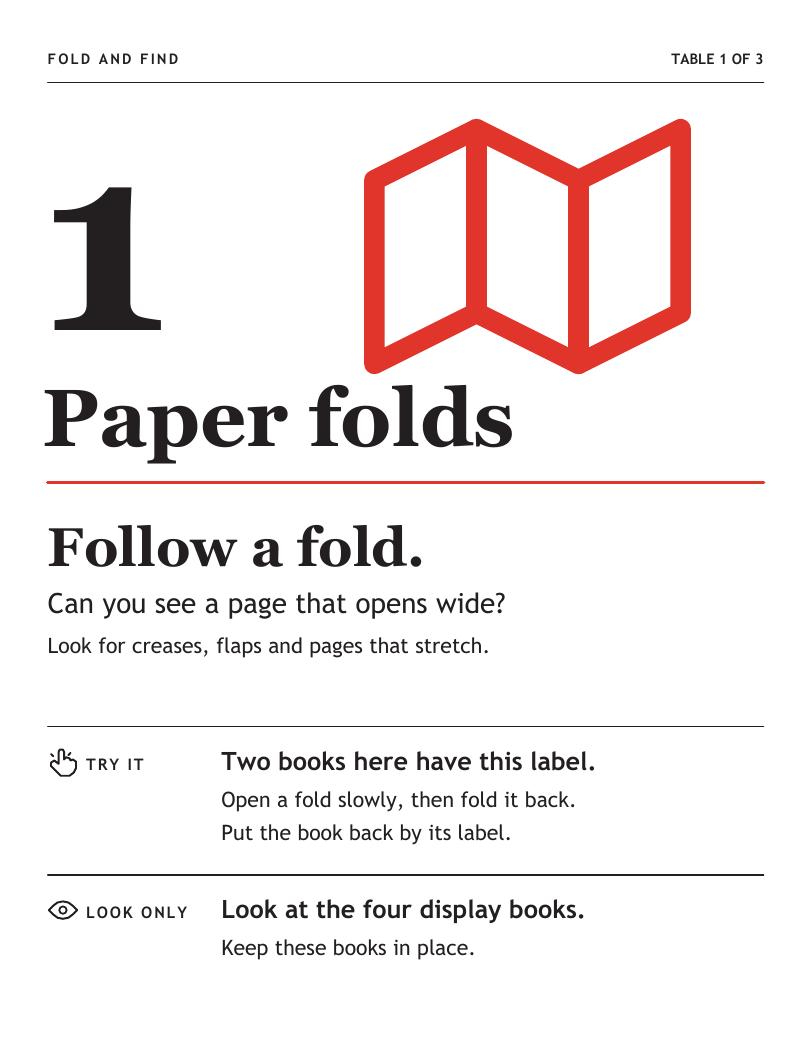 FOLD AND FIND
TABLE 1 OF 3
1
Paper folds
Follow a fold.
Can you see a page that opens wide?
Look for creases, flaps and pages that stretch.
TRY IT
Two books here have this label.
Open a fold slowly, then fold it back.
Put the book back by its label.
LOOK ONLY
Look at the four display books.
Keep these books in place.